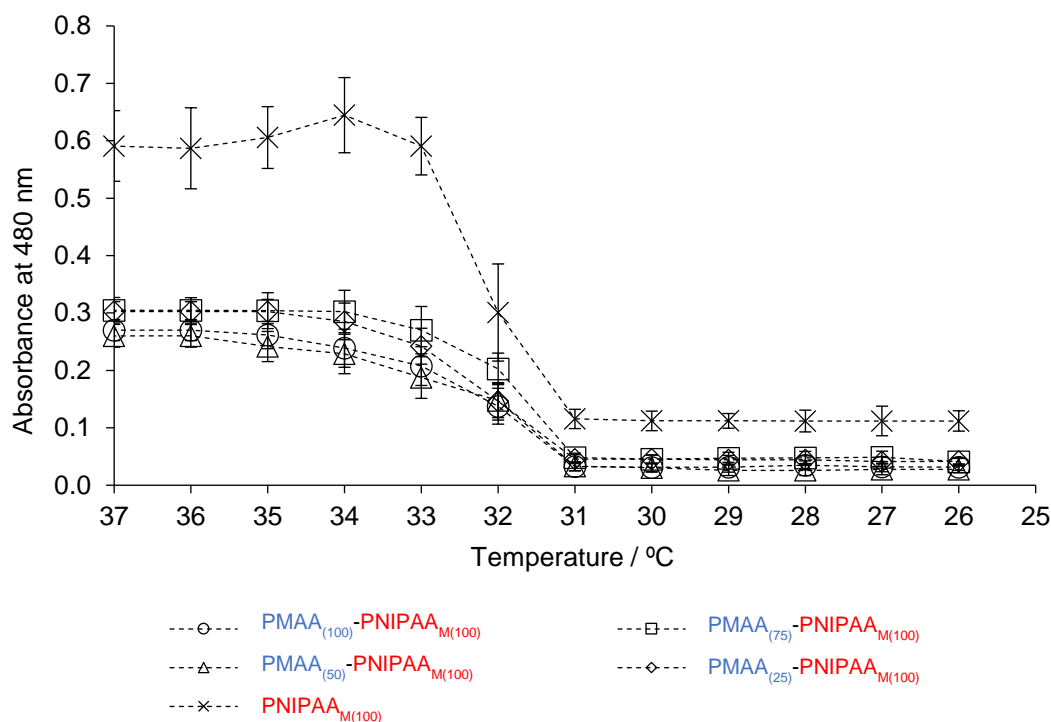 0.8
0.7
0.6
0.5
0.4
0.3
0.2
0.1
0.0
Absorbance at 480 nm
37 36 35 34 33 32 31 30 29 28 27 26 25
Temperature / ºC
PMAA(100)-PNIPAAM(100)
PMAA(75)-PNIPAAM(100)
PMAA(50)-PNIPAAM(100)
PMAA(25)-PNIPAAM(100)
PNIPAAM(100)